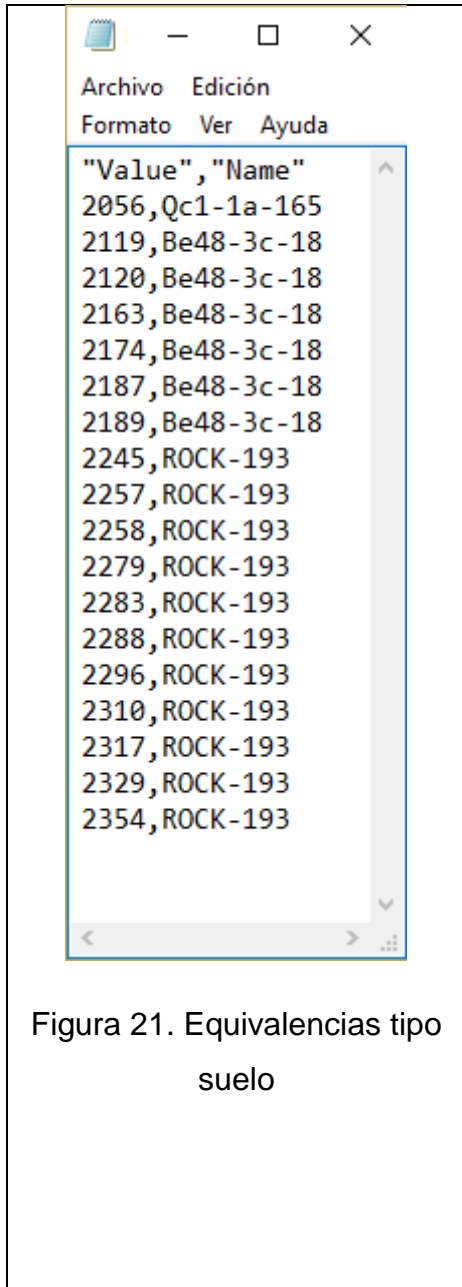 Archivo Edición
Formato Ver Ayuda
"Value","Name"
2056,Qc1-1a-165
2119,Be48-3c-18
2120,Be48-3c-18
2163,Be48-3c-18
2174,Be48-3c-18
2187,Be48-3c-18
2189,Be48-3c-18
2245,ROCK-193
2257,ROCK-193
2258,ROCK-193
2279,ROCK-193
2283,ROCK-193
2288,ROCK-193
2296,ROCK-193
2310,ROCK-193
2317,ROCK-193
2329,ROCK-193
2354,ROCK-193
Figura 21. Equivalencias tipo
suelo